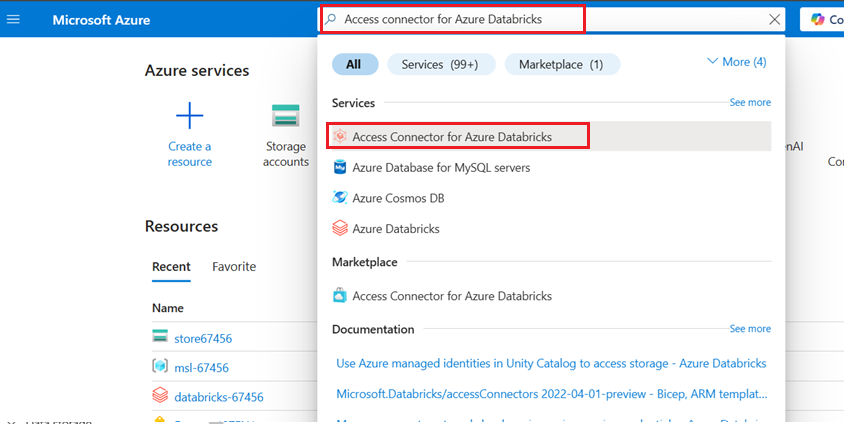 Microsoft Azure
Access connector for Azure Databricks
Co
All
Services (99+)
Marketplace (1)
More (4)
Azure services
Create a
resource
Storage
accounts
Services
See more
Access Connector for Azure Databricks
Azure Database for MySQL servers
Azure Cosmos DB
Azure Databricks
Marketplace
Access Connector for Azure Databricks
Documentation
See more
Use Azure managed identities in Unity Catalog to access storage - Azure Databricks
Microsoft.Databricks/accessConnectors 2022-04-01-preview - Bicep, ARM templat...
enAI
Co
Resources
Recent
Favorite
Name
store67456
msl-67456
databricks-67456